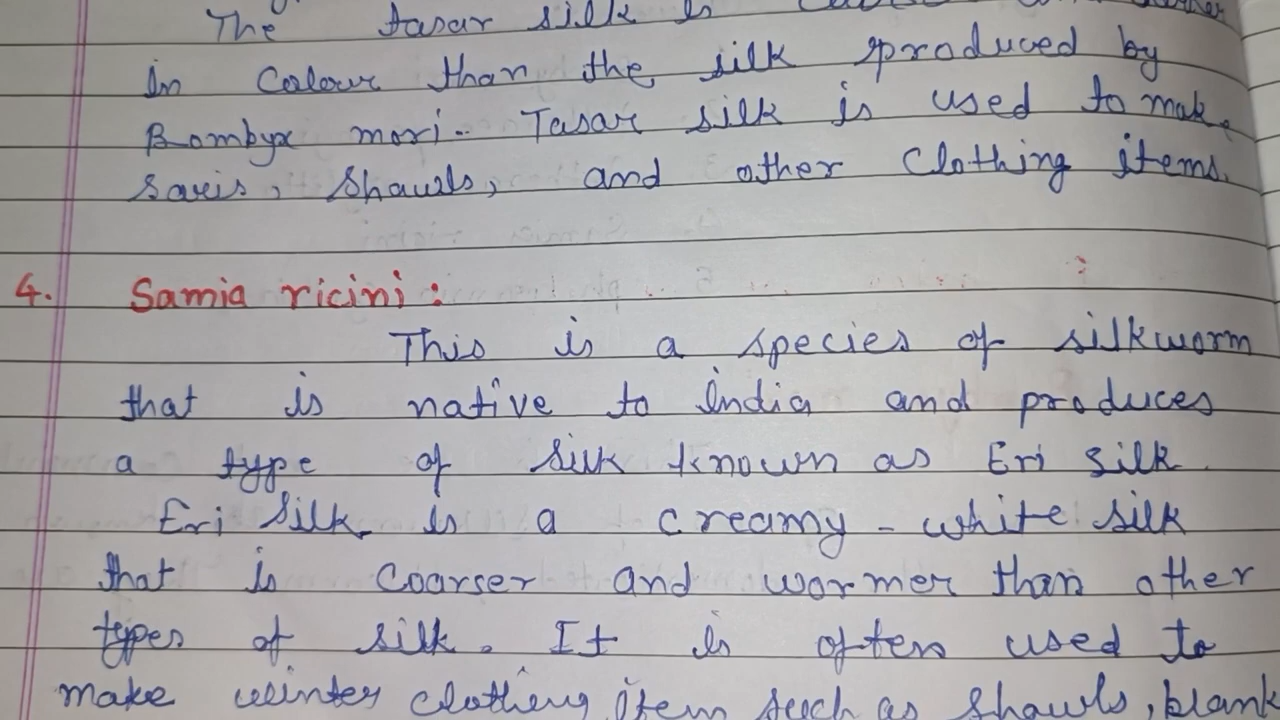 The tasar silk is
in colour than the silk produced by
Bombyx mori. Tasar silk is used to make
saris, shawls, and other clothing items.
4. Samia ricini:
This is a species of silkworm
that is native to India and produces
a type of silk known as Eri silk
Eri silk is a creamy-white silk
that is coarser and wormer than other
types of silk. It is often used to
make winter clothing item such as shawls, blank